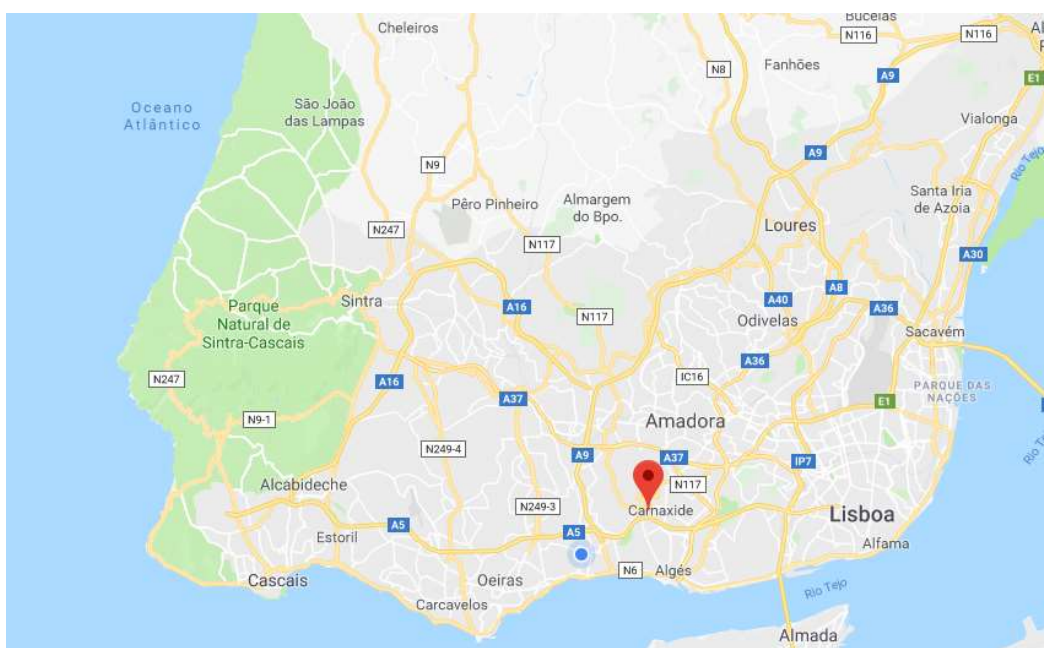 Cheleiros
Bucelas
N116
N116
N8
Fanhões
A9
E1
Oceano
Atlântico
São João
das Lampas
Vialonga
N9
A9
Rio Tejo
Pêro Pinheiro
Almargem
do Bpo.
Santa Iria
de Azoia
N247
N117
Loures
A30
Parque
Natural de
Sintra-Cascais
Sintra
A16
N117
A40
A8
A36
Odivelas
Sacavém
N247
A16
A37
IC16
A36
PARQUE DAS
NAÇÕES
E1
N9-1
N249-4
Amadora
A9
A37
IP7
Alcabideche
N249-3
N117
Carnaxide
Lisboa
Estoril
A5
A5
Alfama
Cascais
Oeiras
N6
Algés
Carcavelos
Rio Tejo
Almada